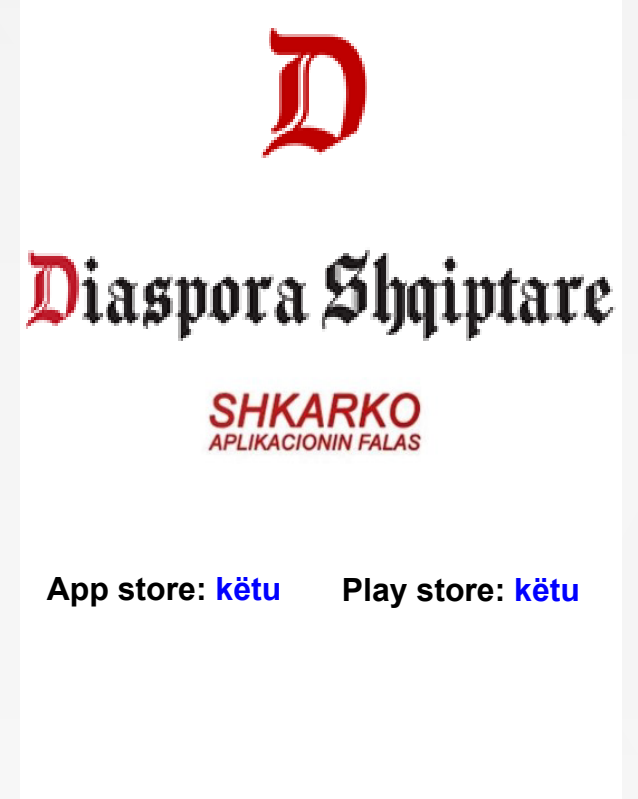 D
Diaspora Shqiptare
SHKARKO
APLIKACIONIN FALAS
App store: këtu
Play store: këtu